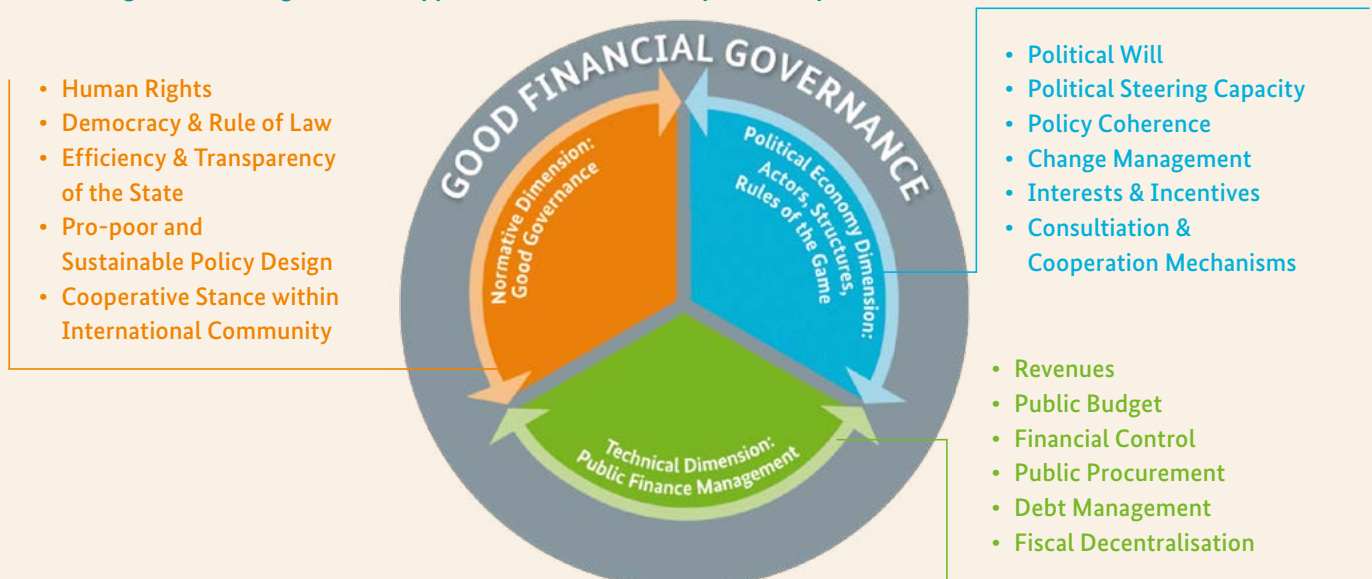 GOOD FINANCIAL GOVERNANCE
• Human Rights
• Democracy & Rule of Law
• Efficiency & Transparency
of the State
• Pro-poor and
Sustainable Policy Design
• Cooperative Stance within
International Community
Normative Dimension:
Good Governance
Political Economy Dimension:
Actors, Structures,
Rules of the Game
• Political Will
• Political Steering Capacity
• Policy Coherence
• Change Management
• Interests & Incentives
• Consultiation &
Cooperation Mechanisms
Technical Dimension:
Public Finance Management
• Revenues
• Public Budget
• Financial Control
• Public Procurement
• Debt Management
• Fiscal Decentralisation